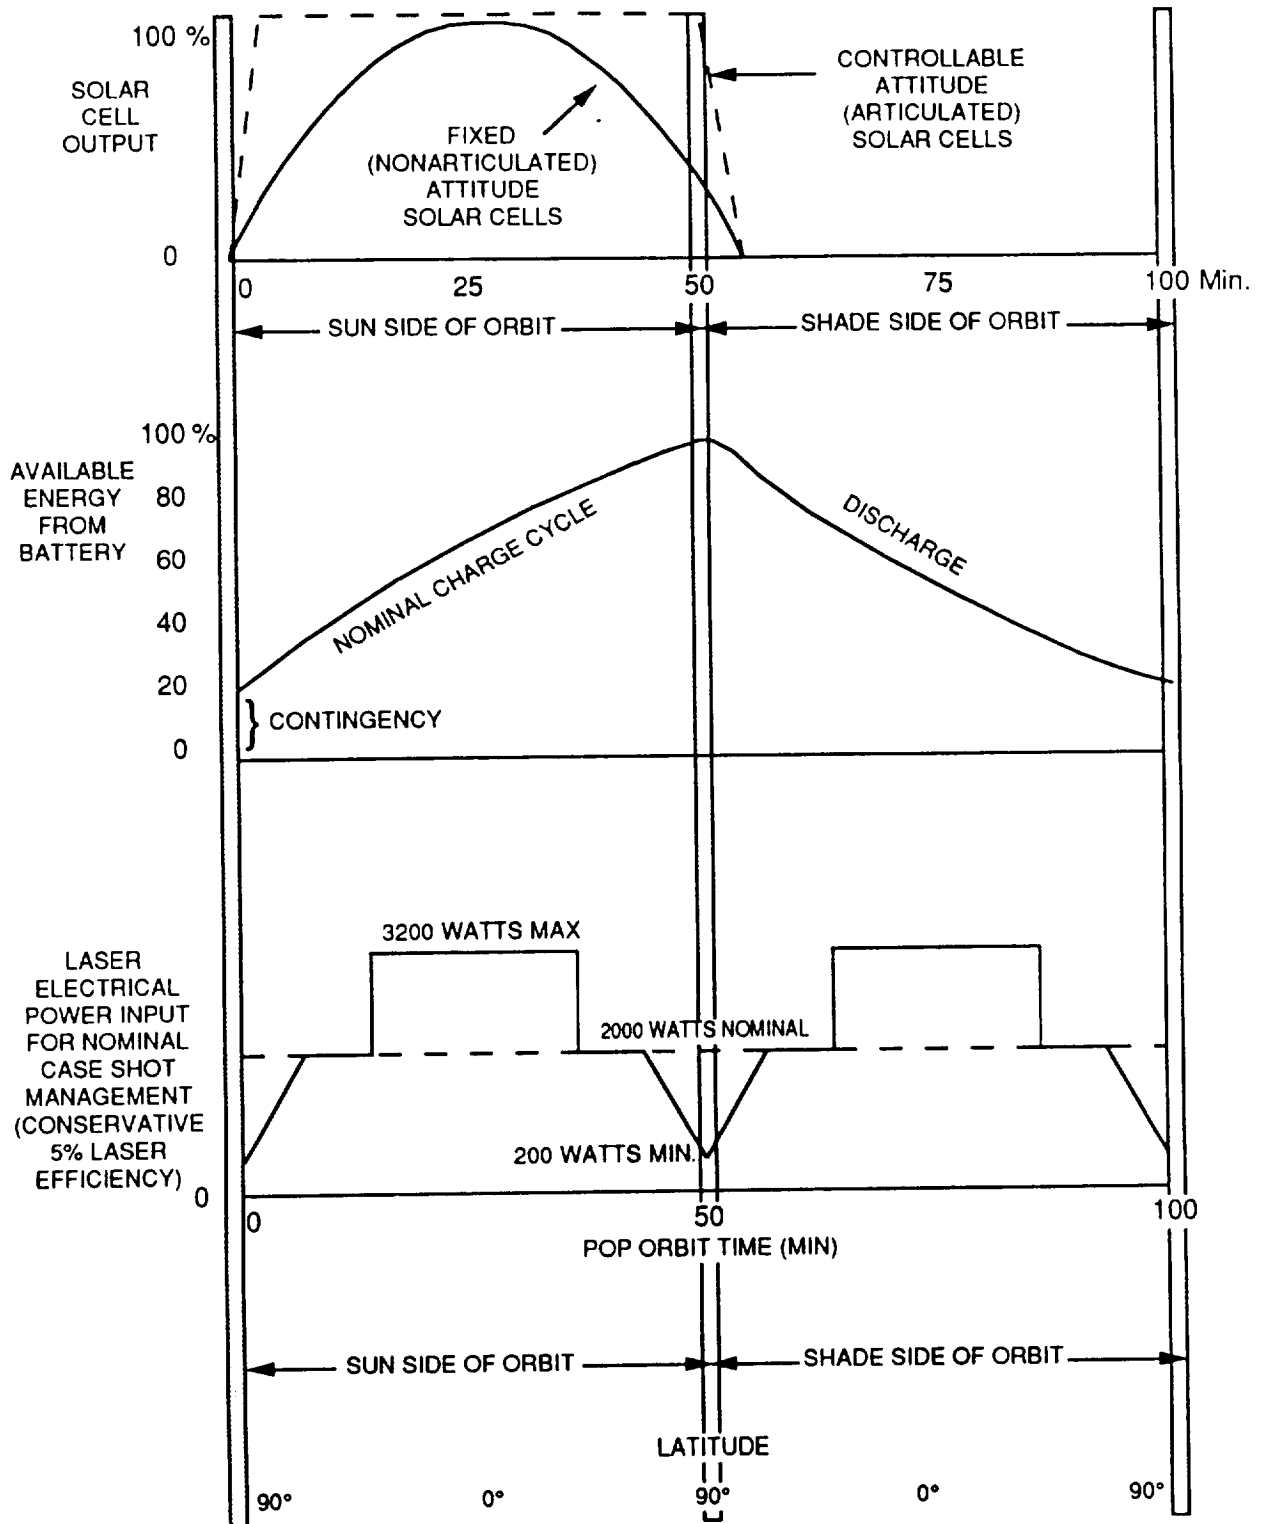 100 %
SOLAR
CELL
OUTPUT
0
FIXED
(NONARTICULATED)
ATTITUDE
SOLAR CELLS
CONTROLLABLE
ATTITUDE
(ARTICULATED)
SOLAR CELLS
0 25 50 75 100 Min.
SUN SIDE OF ORBIT SHADE SIDE OF ORBIT
100 %
AVAILABLE
ENERGY
FROM
BATTERY
80
60
40
20
0
NOMINAL CHARGE CYCLE
DISCHARGE
CONTINGENCY
LASER
ELECTRICAL
POWER INPUT
FOR NOMINAL
CASE SHOT
MANAGEMENT
(CONSERVATIVE
5% LASER
EFFICIENCY)
0
3200 WATTS MAX
2000 WATTS NOMINAL
200 WATTS MIN.
0 50 100
POP ORBIT TIME (MIN)
SUN SIDE OF ORBIT SHADE SIDE OF ORBIT
LATITUDE
90° 0° 90° 0° 90°